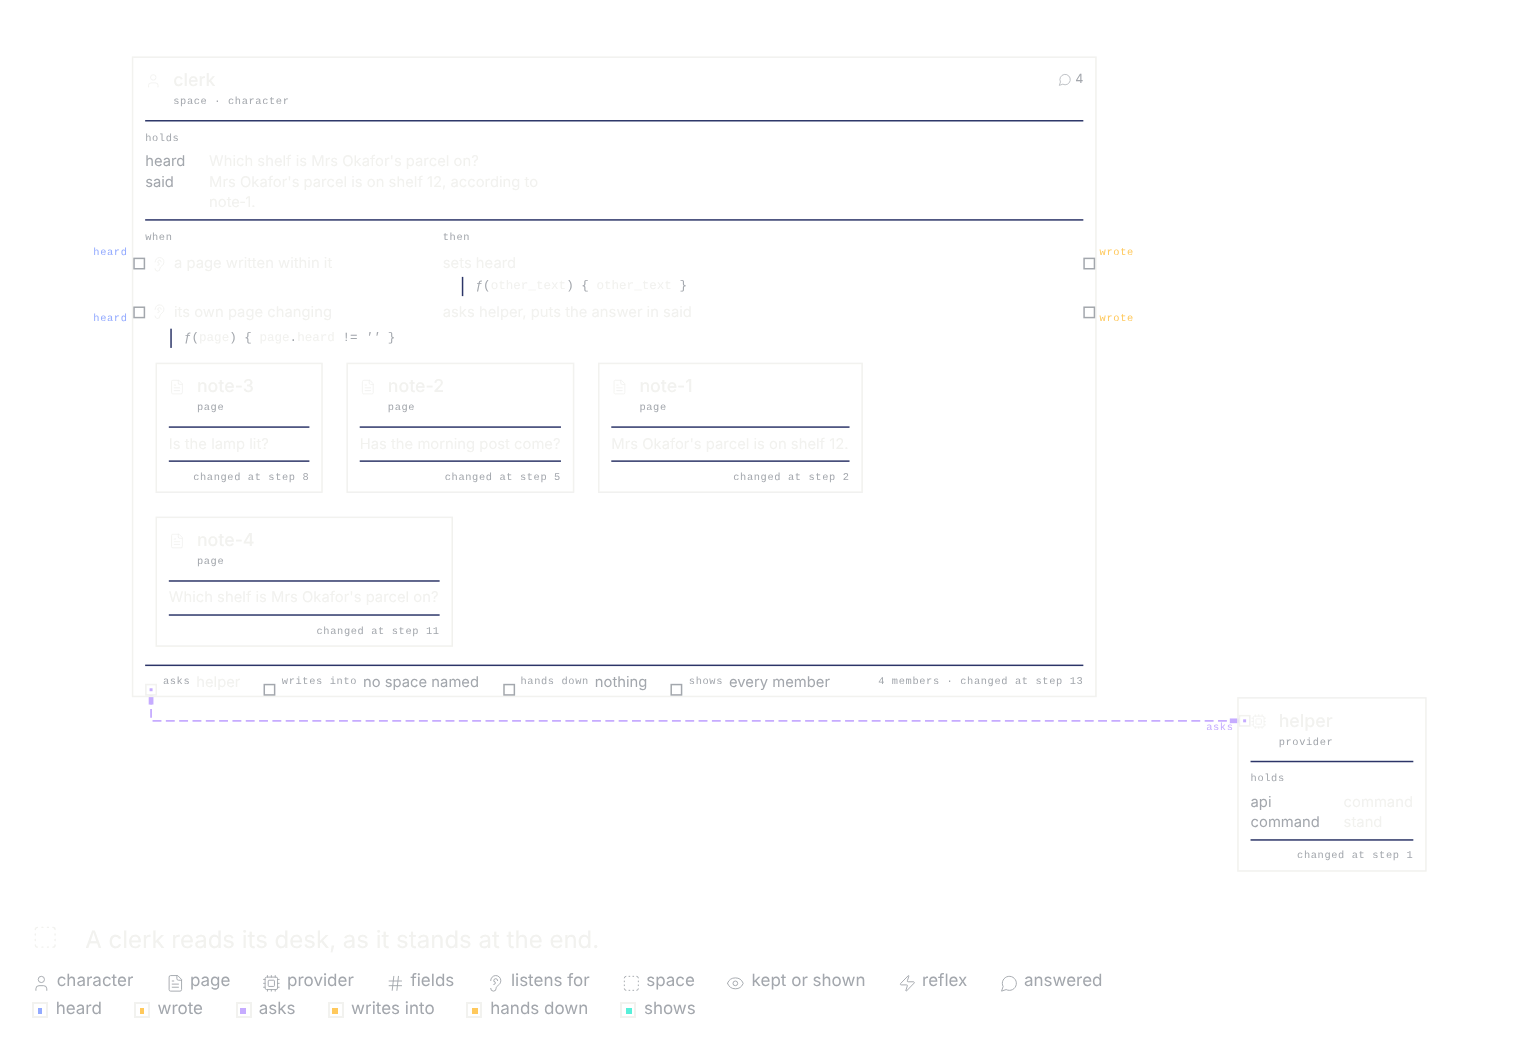 clerk
4
space · character
holds
heard Which shelf is Mrs Okafor's parcel on?
said Mrs Okafor's parcel is on shelf 12, according to
note-1.
when then
heard wrote
a page written within it sets heard
ƒ(other_text) { other_text }
its own page changing asks helper, puts the answer in said
heard wrote
ƒ(page) { page.heard != '' }
note-3 note-2 note-1
page page page
Is the lamp lit? Has the morning post come? Mrs Okafor's parcel is on shelf 12.
changed at step 8 changed at step 5 changed at step 2
note-4
page
Which shelf is Mrs Okafor's parcel on?
changed at step 11
asks helper writes into no space named hands down nothing shows every member 4 members · changed at step 13
asks helper
provider
holds
api command
command stand
changed at step 1
A clerk reads its desk, as it stands at the end.
character page provider fields listens for space kept or shown reflex answered
heard wrote asks writes into hands down shows